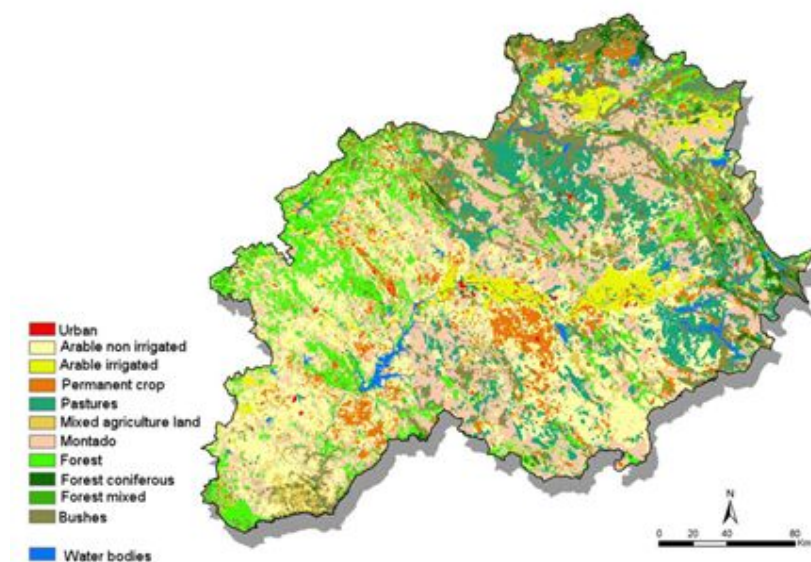 Urban
Arable non irrigated
Arable irrigated
Permanent crop
Pastures
Mixed agriculture land
Montado
Forest
Forest coniferous
Forest mixed
Bushes
Water bodies
N
0 20 40 80
Km